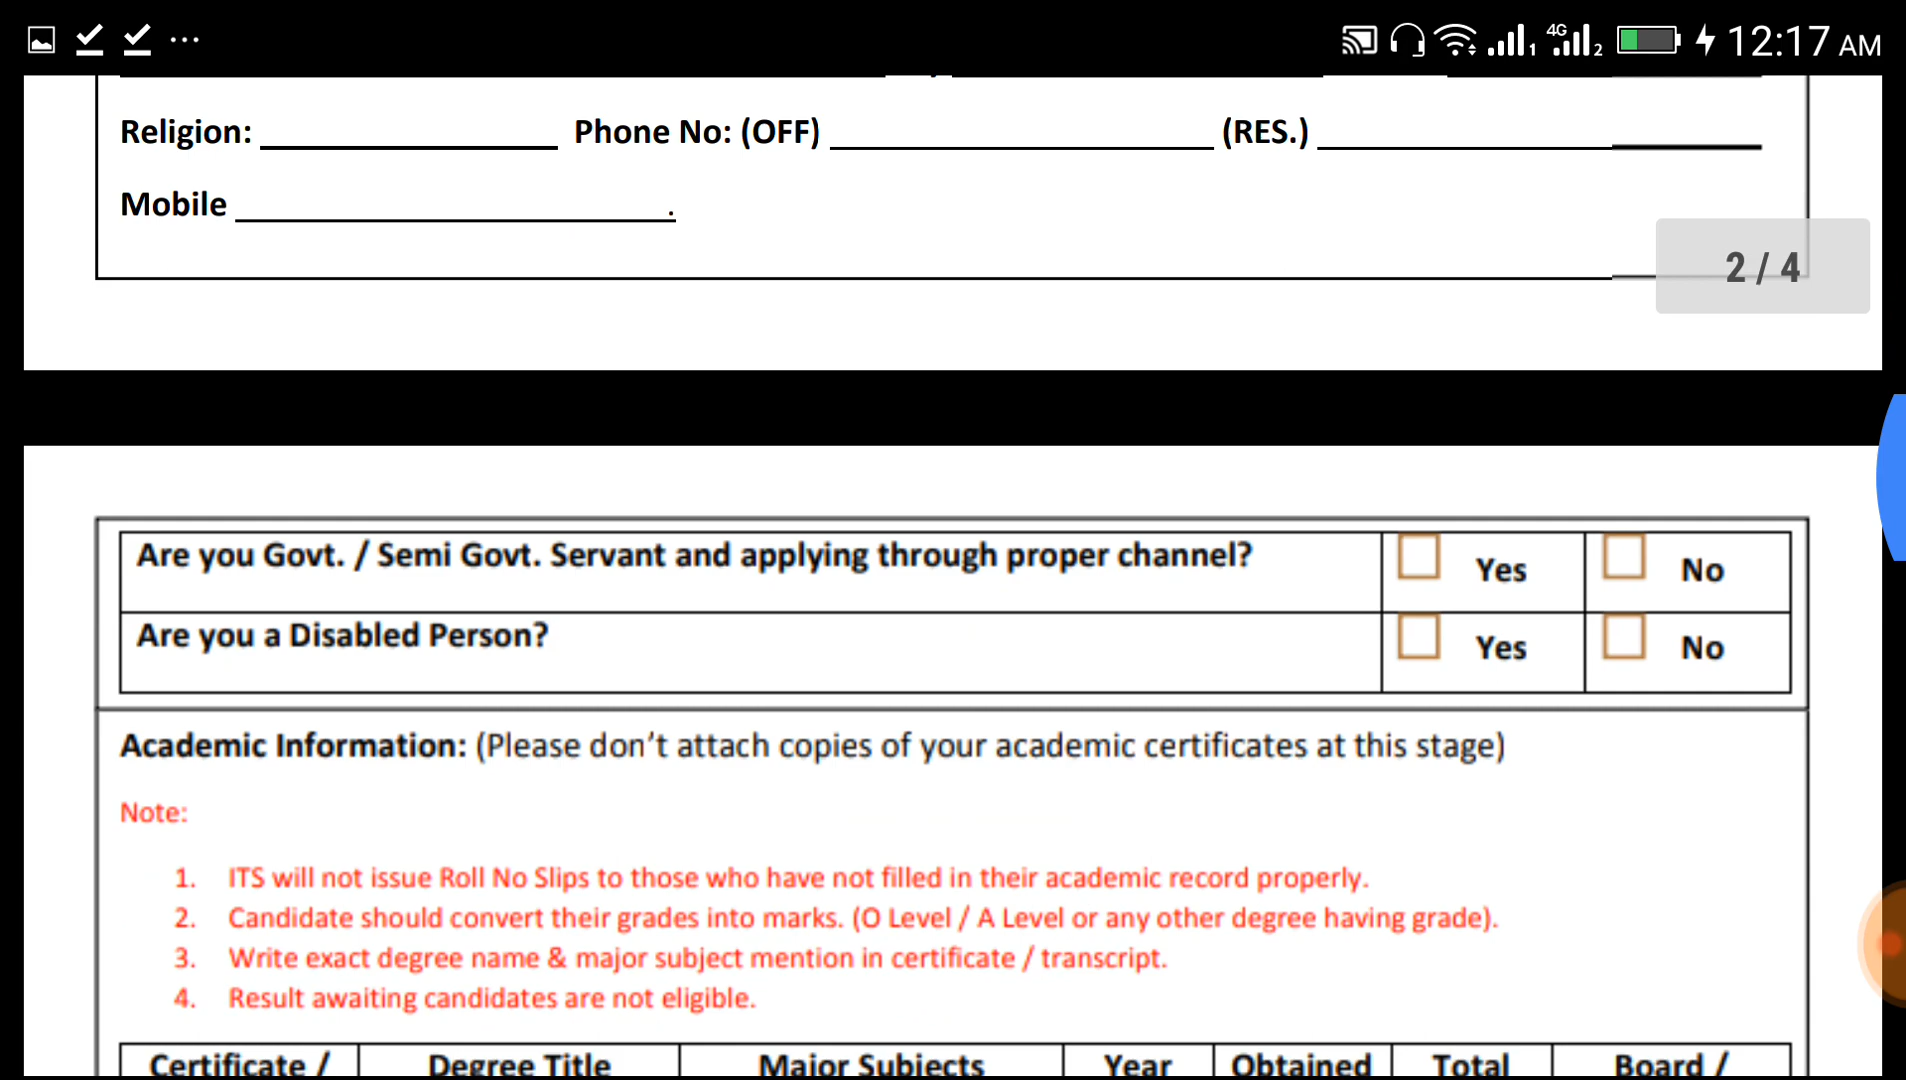 ... 4G 1 2 12:17 AM
Religion: Phone No: (OFF) (RES.)
Mobile .
2 / 4
Are you Govt. / Semi Govt. Servant and applying through proper channel? Yes No
Are you a Disabled Person? Yes No
Academic Information: (Please don’t attach copies of your academic certificates at this stage)
Note:
1. ITS will not issue Roll No Slips to those who have not filled in their academic record properly.
2. Candidate should convert their grades into marks. (O Level / A Level or any other degree having grade).
3. Write exact degree name & major subject mention in certificate / transcript.
4. Result awaiting candidates are not eligible.
Certificate / Degree Title Major Subjects Year Obtained Total Board /